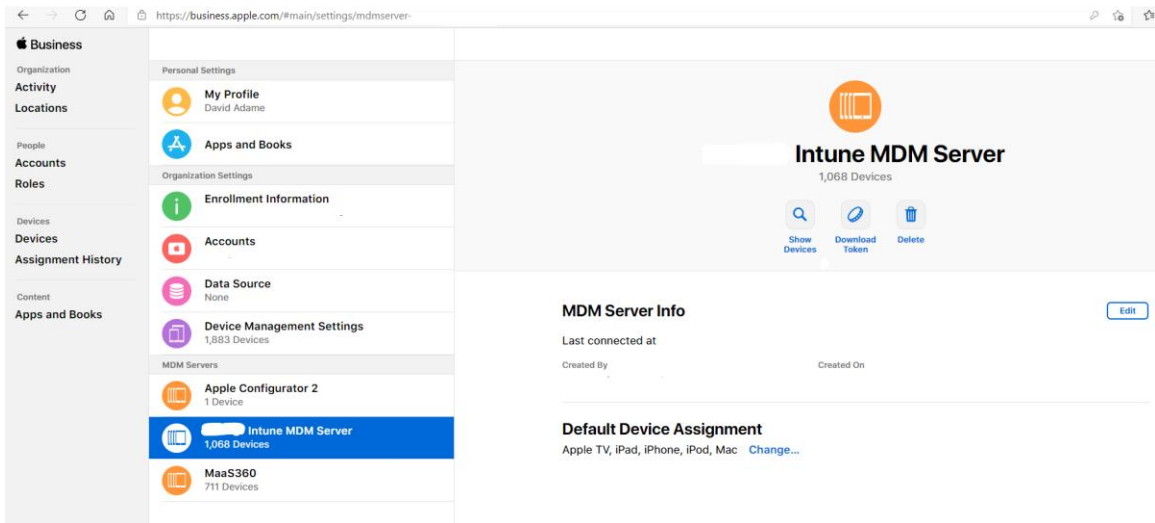 https://business.apple.com/#main/settings/mdmserver-
Business
Organization
Activity
Locations
People
Accounts
Roles
Devices
Devices
Assignment History
Content
Apps and Books
Personal Settings
My Profile
David Adame
Apps and Books
Organization Settings
Enrollment Information
Accounts
Data Source
None
Device Management Settings
1,883 Devices
MDM Servers
Apple Configurator 2
1 Device
Intune MDM Server
1,068 Devices
MaaS360
711 Devices
Intune MDM Server
1,068 Devices
Show
Devices
Download
Token
Delete
MDM Server Info
Edit
Last connected at
Created By
Created On
Default Device Assignment
Apple TV, iPad, iPhone, iPod, Mac Change...